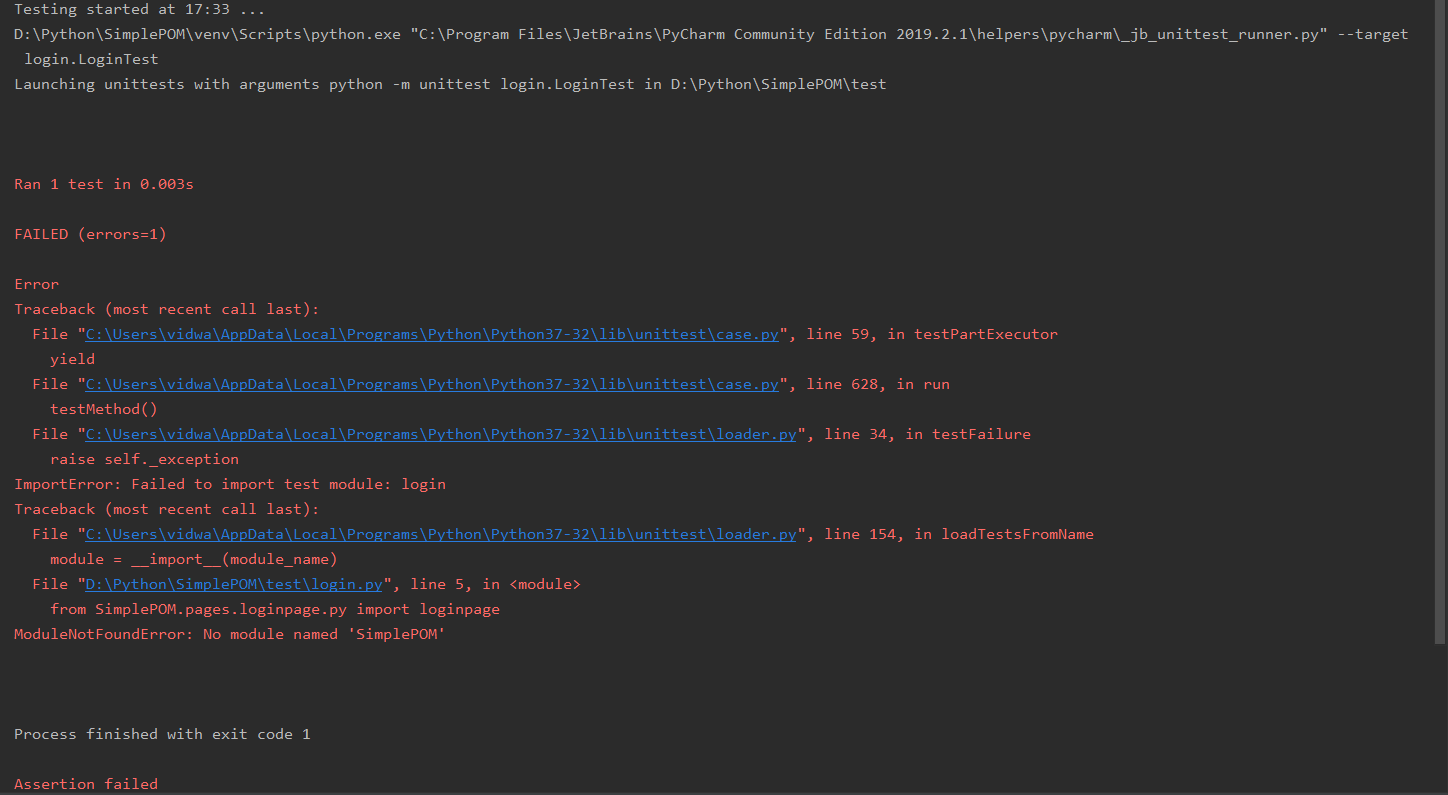 Testing started at 17:33 ...
D:\Python\SimplePOM\venv\Scripts\python.exe "C:\Program Files\JetBrains\PyCharm Community Edition 2019.2.1\helpers\pycharm\_jb_unittest_runner.py" --target
login.LoginTest
Launching unittests with arguments python -m unittest login.LoginTest in D:\Python\SimplePOM\test
Ran 1 test in 0.003s
FAILED (errors=1)
Error
Traceback (most recent call last):
File "C:\Users\vidwa\AppData\Local\Programs\Python\Python37-32\lib\unittest\case.py", line 59, in testPartExecutor
yield
File "C:\Users\vidwa\AppData\Local\Programs\Python\Python37-32\lib\unittest\case.py", line 628, in run
testMethod()
File "C:\Users\vidwa\AppData\Local\Programs\Python\Python37-32\lib\unittest\loader.py", line 34, in testFailure
raise self._exception
ImportError: Failed to import test module: login
Traceback (most recent call last):
File "C:\Users\vidwa\AppData\Local\Programs\Python\Python37-32\lib\unittest\loader.py", line 154, in loadTestsFromName
module = __import__(module_name)
File "D:\Python\SimplePOM\test\login.py", line 5, in <module>
from SimplePOM.pages.loginpage.py import loginpage
ModuleNotFoundError: No module named 'SimplePOM'
Process finished with exit code 1
Assertion failed